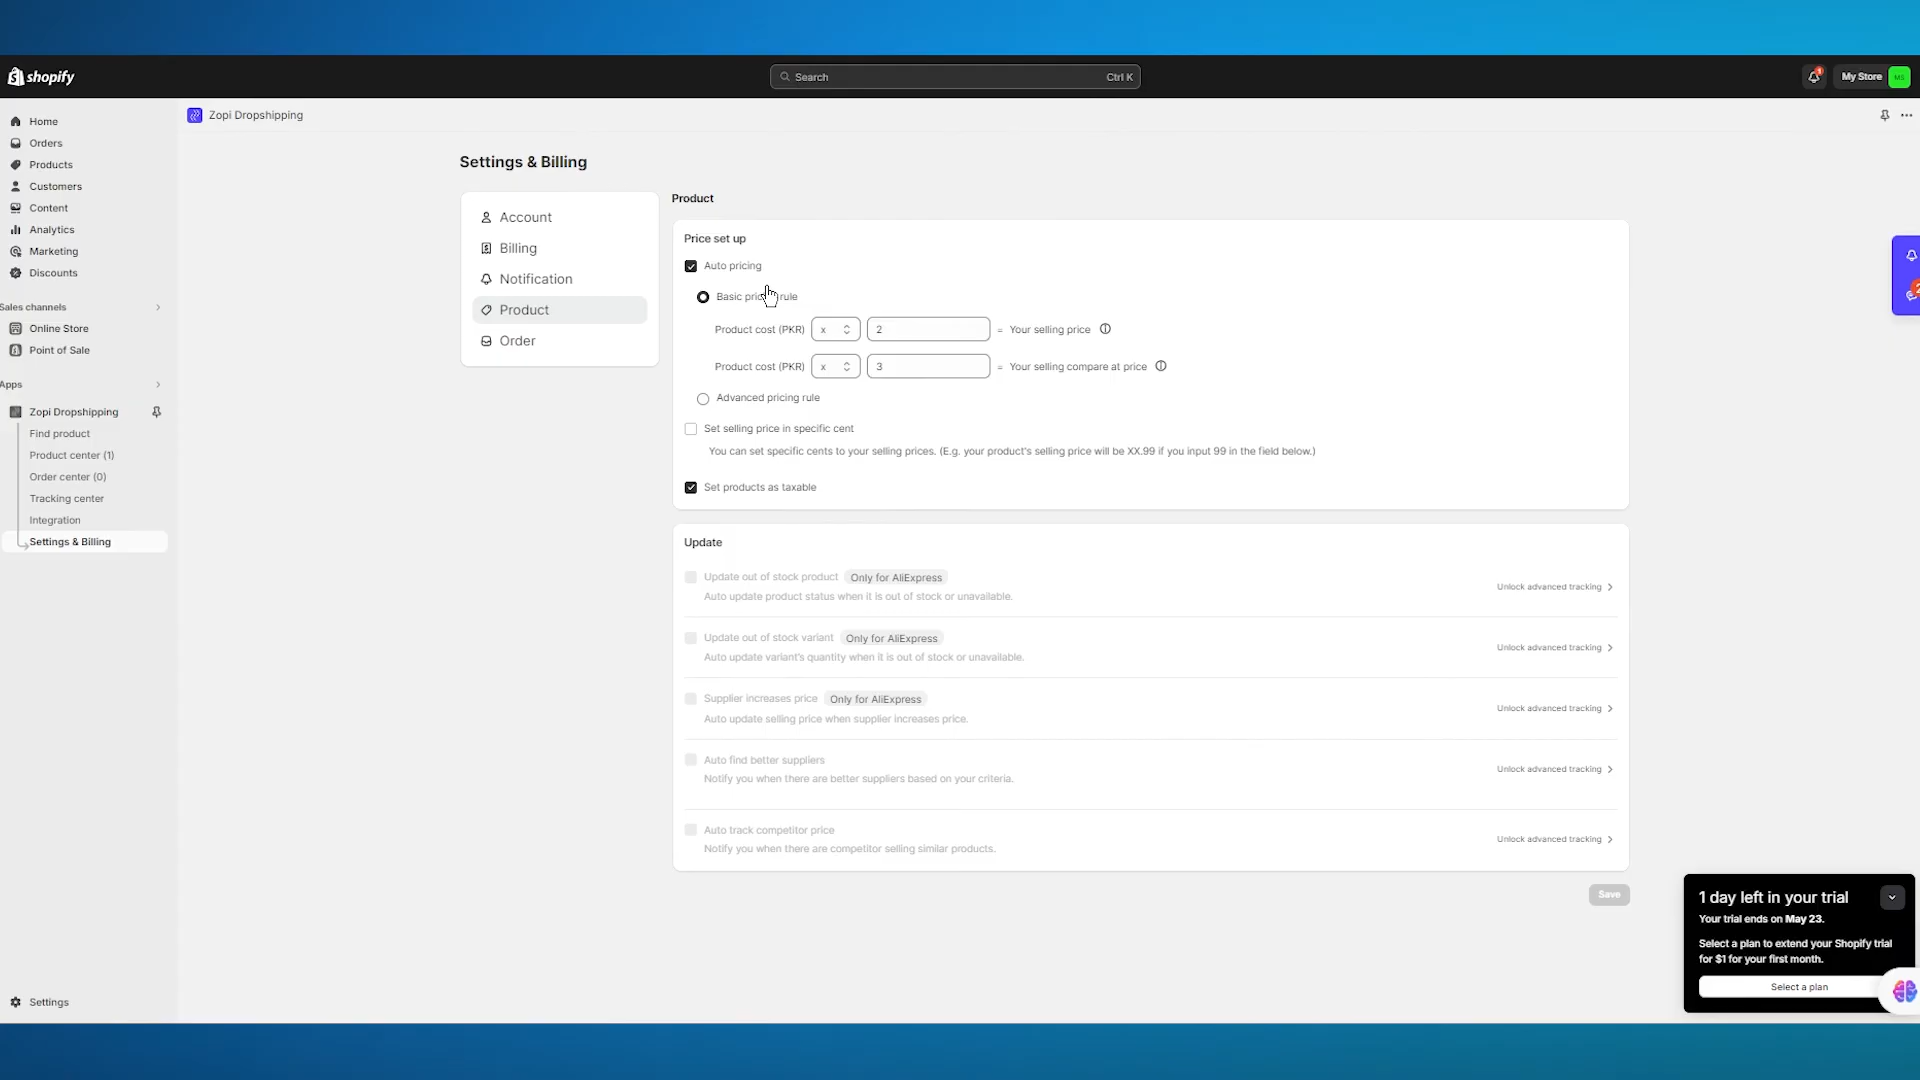 shopify
Search
Ctrl K
1
My Store
MS
Home
Orders
Products
Customers
Content
Analytics
Marketing
Discounts
Sales channels
Online Store
Point of Sale
Apps
Zopi Dropshipping
Find product
Product center (1)
Order center (0)
Tracking center
Integration
Settings & Billing
Settings
Zopi Dropshipping
Settings & Billing
Account
Billing
Notification
Product
Order
Product
Price set up
Auto pricing
Basic pricing rule
Product cost (PKR) x 2 = Your selling price
Product cost (PKR) x 3 = Your selling compare at price
Advanced pricing rule
Set selling price in specific cent
You can set specific cents to your selling prices. (E.g. your product's selling price will be XX.99 if you input 99 in the field below.)
Set products as taxable
Update
Update out of stock product Only for AliExpress
Auto update product status when it is out of stock or unavailable.
Unlock advanced tracking
Update out of stock variant Only for AliExpress
Auto update variant's quantity when it is out of stock or unavailable.
Unlock advanced tracking
Supplier increases price Only for AliExpress
Auto update selling price when supplier increases price.
Unlock advanced tracking
Auto find better suppliers
Notify you when there are better suppliers based on your criteria.
Unlock advanced tracking
Auto track competitor price
Notify you when there are competitor selling similar products.
Unlock advanced tracking
Save
2
1 day left in your trial
Your trial ends on May 23.
Select a plan to extend your Shopify trial
for $1 for your first month.
Select a plan